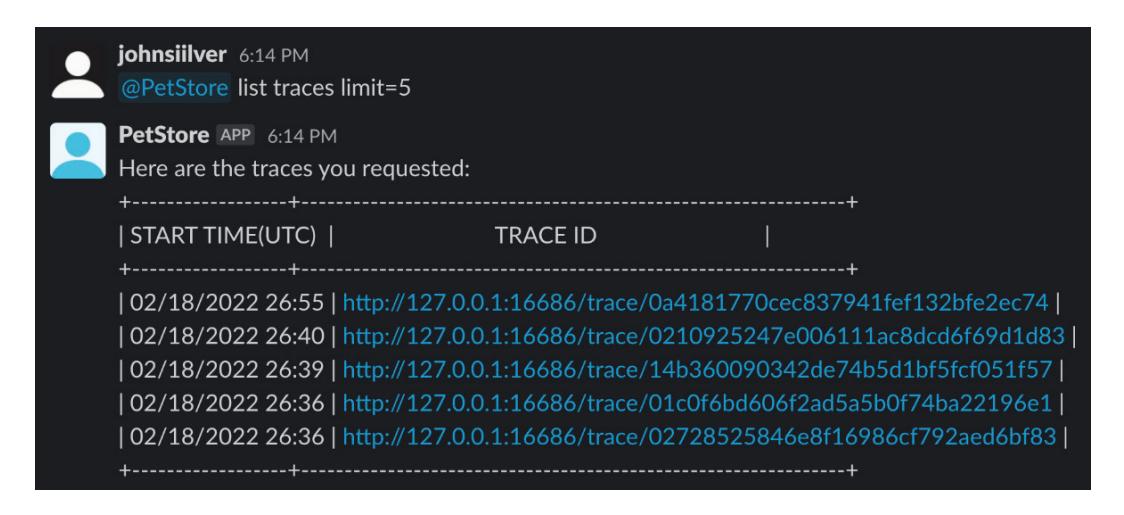 johnsiilver 6:14 PM
@PetStore list traces limit=5
PetStore APP 6:14 PM
Here are the traces you requested:
+------------------+--------------------------------------------------------------+
| START TIME(UTC) | TRACE ID |
+------------------+--------------------------------------------------------------+
| 02/18/2022 26:55 | http://127.0.0.1:16686/trace/0a4181770cec837941fef132bfe2ec74 |
| 02/18/2022 26:40 | http://127.0.0.1:16686/trace/0210925247e006111ac8dcd6f69d1d83 |
| 02/18/2022 26:39 | http://127.0.0.1:16686/trace/14b360090342de74b5d1bf5fcf051f57 |
| 02/18/2022 26:36 | http://127.0.0.1:16686/trace/01c0f6bd606f2ad5a5b0f74ba22196e1 |
| 02/18/2022 26:36 | http://127.0.0.1:16686/trace/02728525846e8f16986cf792aed6bf83 |
+------------------+--------------------------------------------------------------+